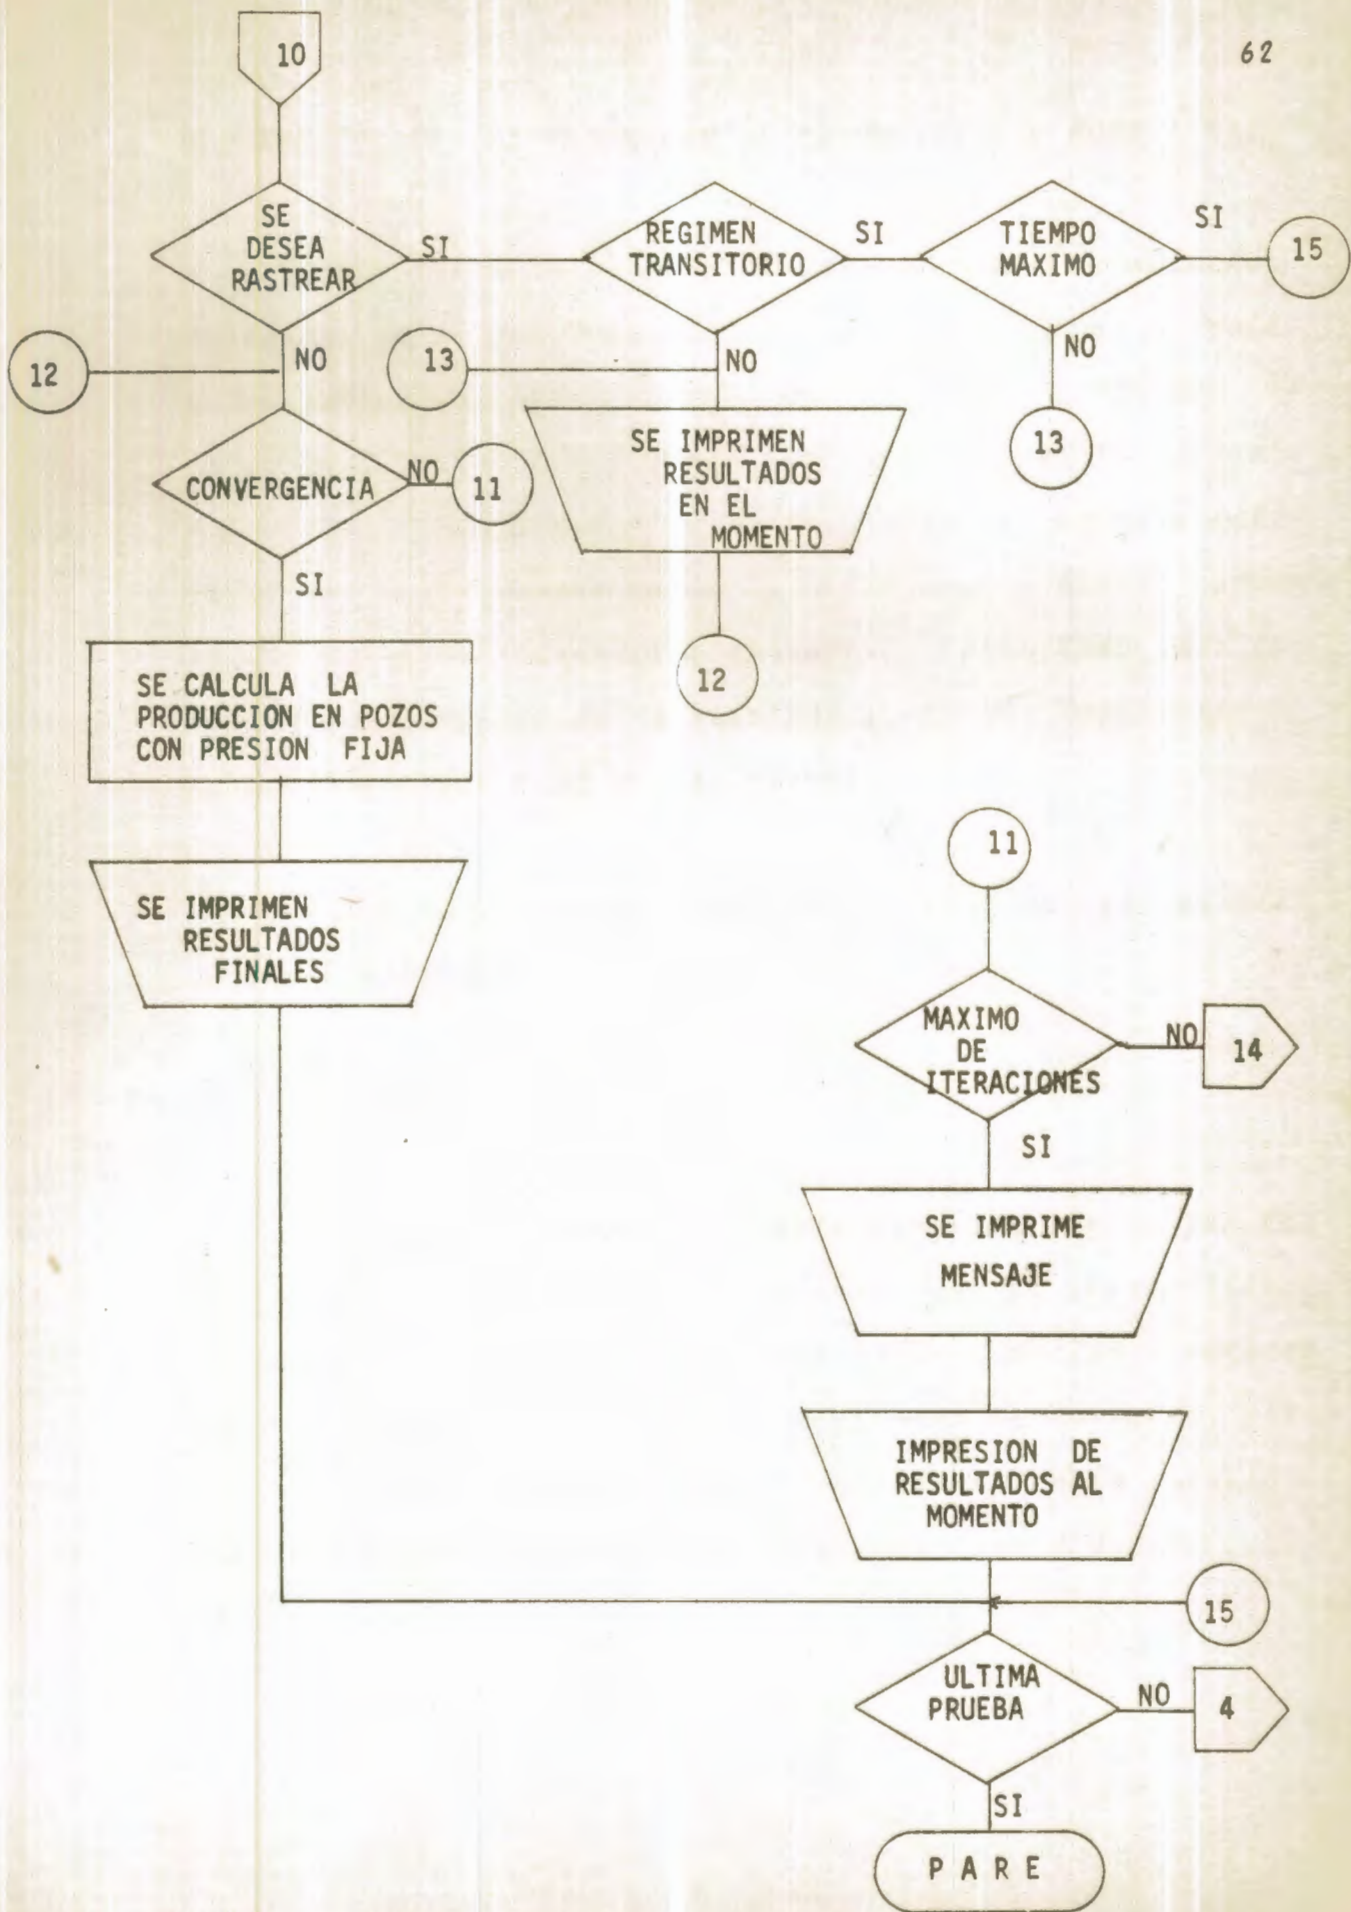 62
10
SE
DESEA
RASTREAR
SI
REGIMEN
TRANSITORIO
SI
TIEMPO
MAXIMO
SI
15
NO
12
13
NO
NO
13
CONVERGENCIA
NO
11
SE IMPRIMEN
RESULTADOS
EN EL
MOMENTO
SI
12
SE CALCULA LA
PRODUCCION EN POZOS
CON PRESION FIJA
SE IMPRIMEN
RESULTADOS
FINALES
11
MAXIMO
DE
ITERACIONES
NO
14
SI
SE IMPRIME
MENSAJE
IMPRESION DE
RESULTADOS AL
MOMENTO
15
ULTIMA
PRUEBA
NO
4
SI
P A R E